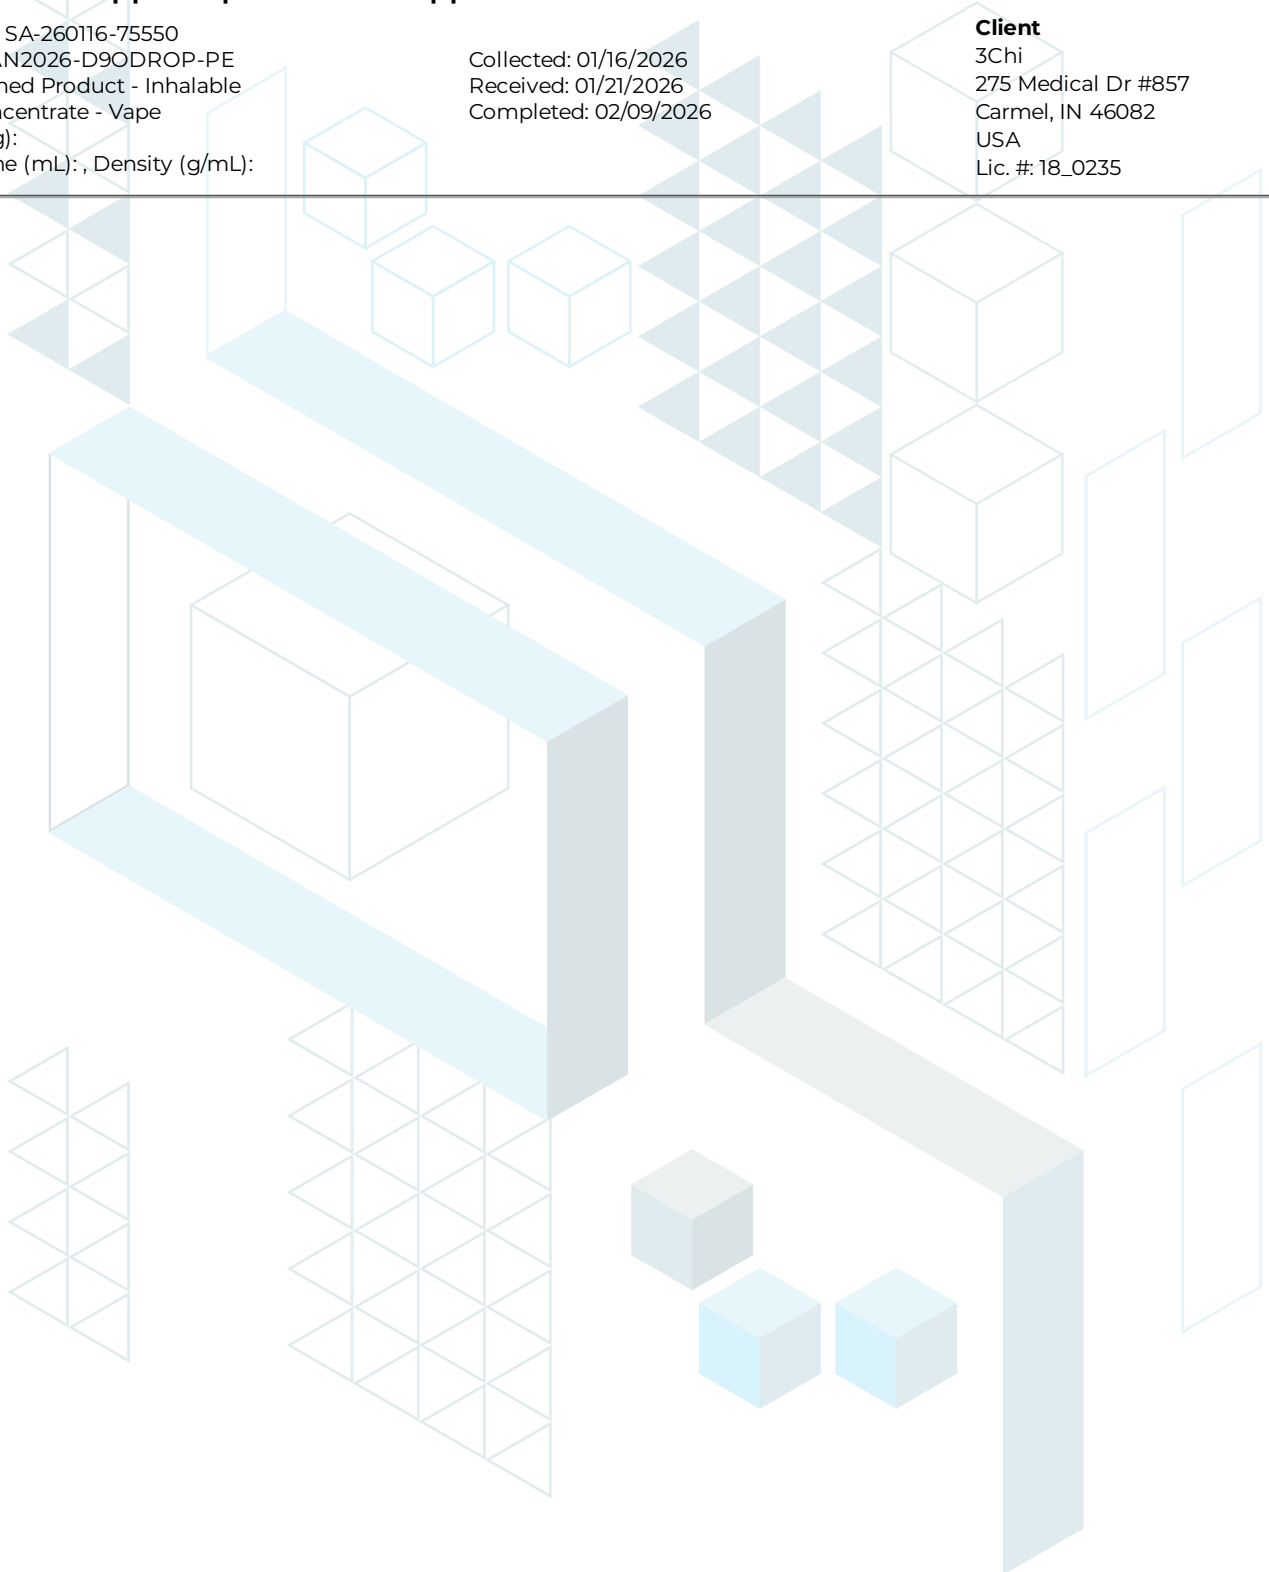 SA-260116-75550
AN2026-D9ODROP-PE
ned Product - Inhalable
ncentrate - Vape
g):
ne (mL): , Density (g/mL):
Collected: 01/16/2026
Received: 01/21/2026
Completed: 02/09/2026
Client
3Chi
275 Medical Dr #857
Carmel, IN 46082
USA
Lic. #: 18_0235